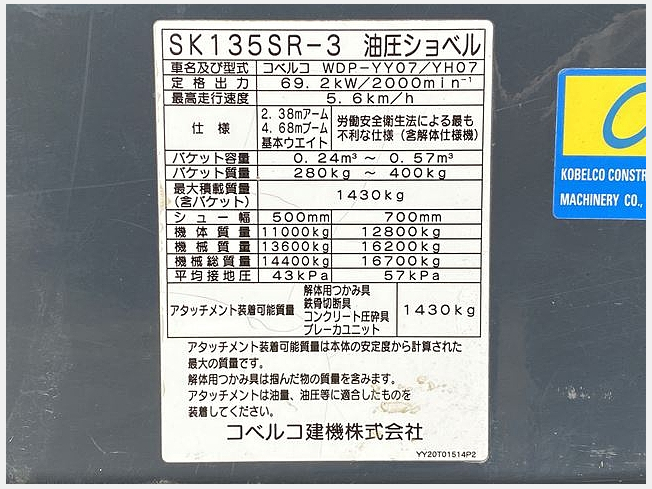 SK135SR-3 油圧ショベル
車名及び型式 コベルコ WDP-YY07/YH07
定格出力 69.2kW/2000min⁻¹
最高走行速度 5.6km/h
仕様 2.38mアーム 4.68mブーム 基本ウエイト 労働安全衛生法による最も不利な仕様(含解体仕様機)
バケット容量 0.24m³ ～ 0.57m³
バケット質量 280kg ～ 400kg
最大積載質量(含バケット) 1430kg
シュー幅 500mm 700mm
機体質量 11000kg 12800kg
機械質量 13600kg 16200kg
機械総質量 14400kg 16700kg
平均接地圧 43kPa 57kPa
アタッチメント装着可能質量 解体用つかみ具 鉄骨切断具 コンクリート圧砕具 ブレーカユニット 1430kg
アタッチメント装着可能質量は本体の安定度から計算された
最大の質量です。
解体用つかみ具は掴んだ物の質量を含みます。
アタッチメントは油量、油圧等に適合したものを
装着してください。
コベルコ建機株式会社
YY20T01514P2
KOBELCO CONSTR
MACHINERY CO.,